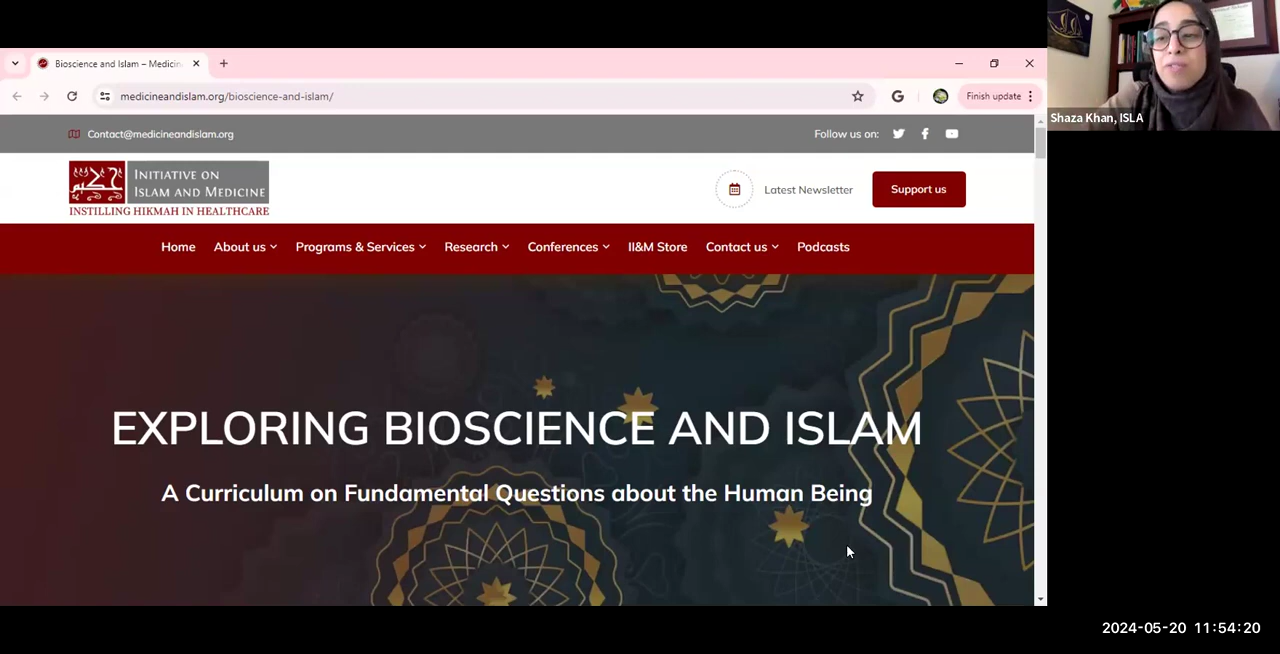 Bioscience and Islam – Medicin
medicineandislam.org/bioscience-and-islam/
Finish update
Contact@medicineandislam.org
Follow us on:
INITIATIVE ON
ISLAM AND MEDICINE
INSTILLING HIKMAH IN HEALTHCARE
Latest Newsletter
Support us
Home About us Programs & Services Research Conferences II&M Store Contact us Podcasts
EXPLORING BIOSCIENCE AND ISLAM
A Curriculum on Fundamental Questions about the Human Being
Shaza Khan, ISLA
2024-05-20 11:54:20